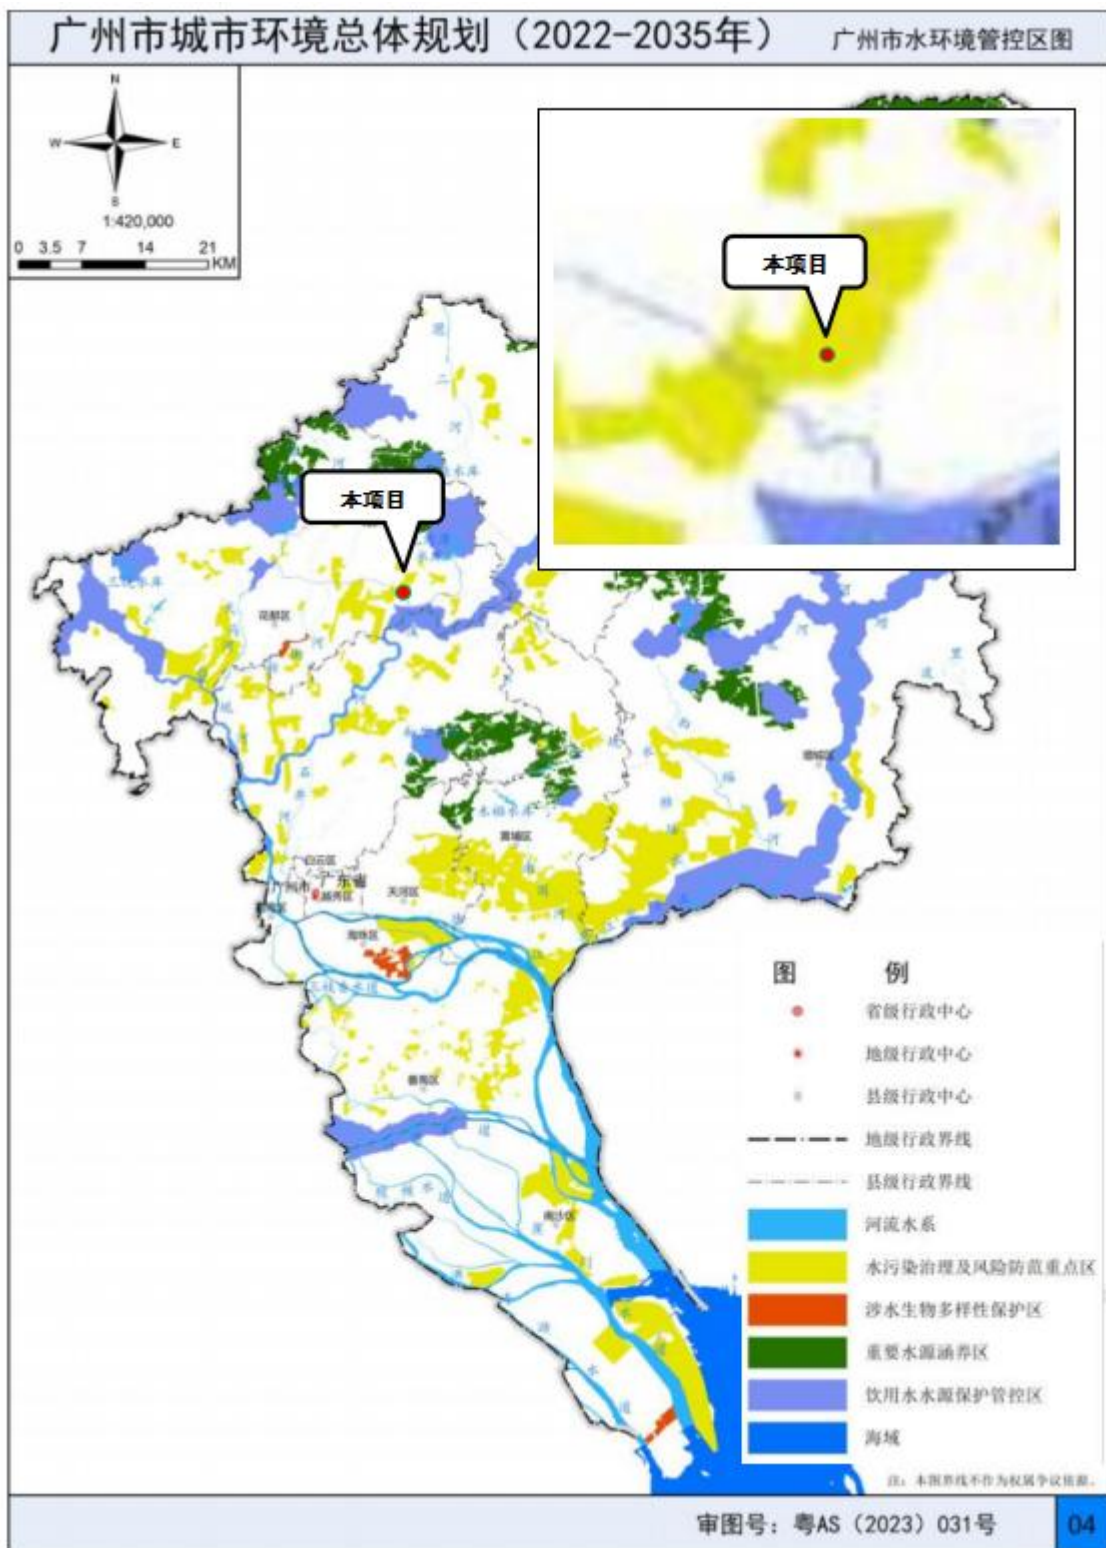 广州市城市环境总体规划（2022-2035年） 广州市水环境管控区图
N
W E
S
1:420,000
0 3.5 7 14 21
KM
本项目
本项目
花都区
白云区
广东省
越秀区
天河区
黄埔区
海珠区
番禺区
南沙区
增城区
图 例
省级行政中心
地级行政中心
县级行政中心
地级行政界线
县级行政界线
河流水系
水污染治理及风险防范重点区
涉水生物多样性保护区
重要水源涵养区
饮用水水源保护管控区
海域
注：本图界线不作为权属争议依据。
审图号：粤AS（2023）031号
04